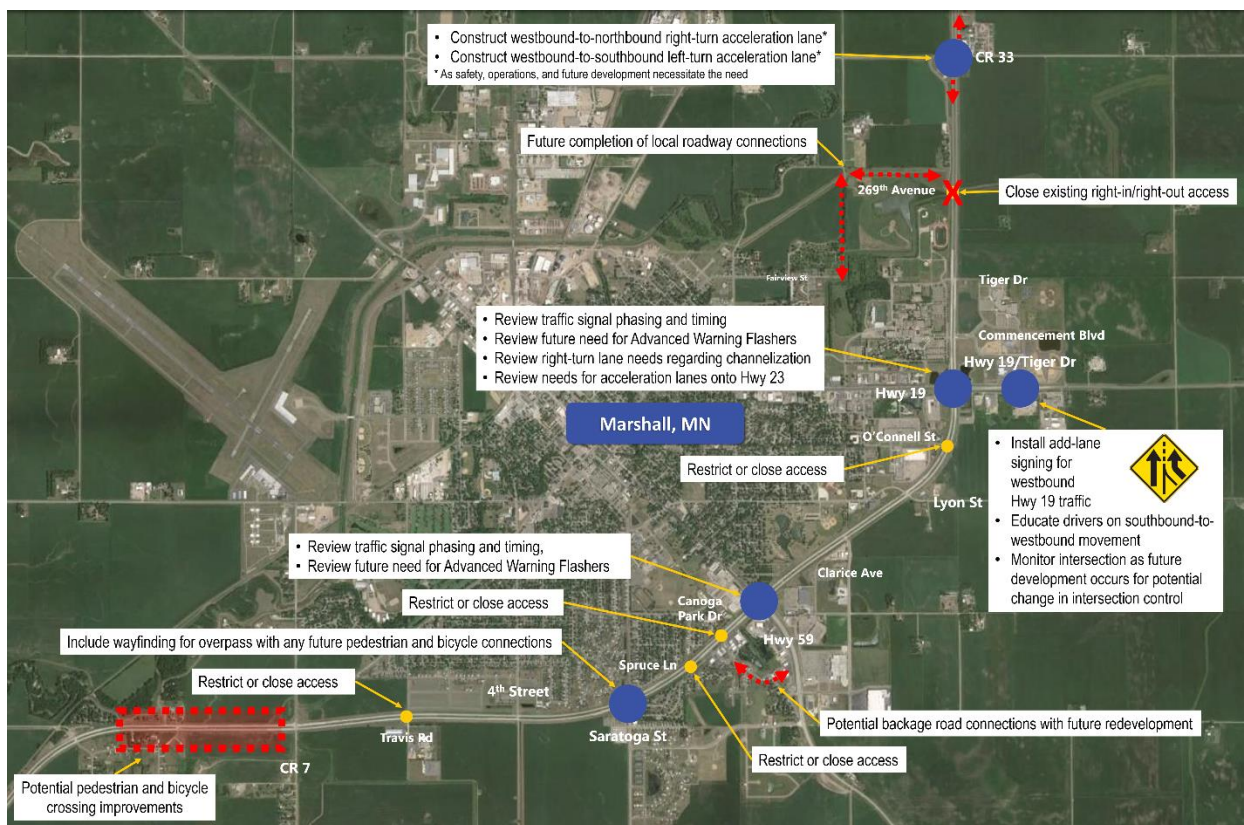 • Construct westbound-to-northbound right-turn acceleration lane*
• Construct westbound-to-southbound left-turn acceleration lane*
* As safety, operations, and future development necessitate the need
CR 33
Future completion of local roadway connections
269th Avenue
Close existing right-in/right-out access
Fairview St
Tiger Dr
• Review traffic signal phasing and timing
• Review future need for Advanced Warning Flashers
• Review right-turn lane needs regarding channelization
• Review needs for acceleration lanes onto Hwy 23
Commencement Blvd
Hwy 19/Tiger Dr
Hwy 19
Marshall, MN
O'Connell St
Restrict or close access
• Install add-lane
signing for
westbound
Hwy 19 traffic
• Educate drivers on southbound-to-
westbound movement
• Monitor intersection as future
development occurs for potential
change in intersection control
Lyon St
• Review traffic signal phasing and timing,
• Review future need for Advanced Warning Flashers
Clarice Ave
Restrict or close access
Canoga
Park Dr
Hwy 59
Include wayfinding for overpass with any future pedestrian and bicycle connections
Spruce Ln
Restrict or close access
4th Street
Saratoga St
Potential backage road connections with future redevelopment
Travis Rd
Restrict or close access
CR 7
Potential pedestrian and bicycle
crossing improvements